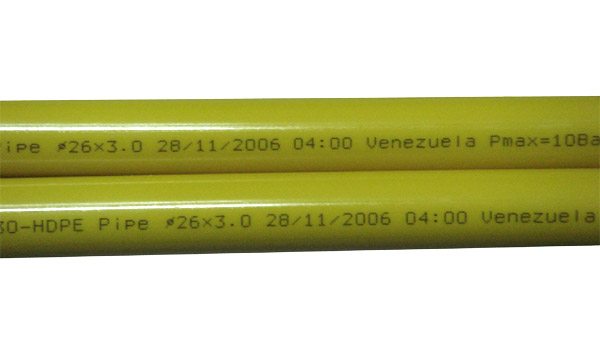 ipe ø26×3.0 28/11/2006 04:00 Venezuela Pmax=10Ba
30-HDPE Pipe ø26×3.0 28/11/2006 04:00 Venezuela